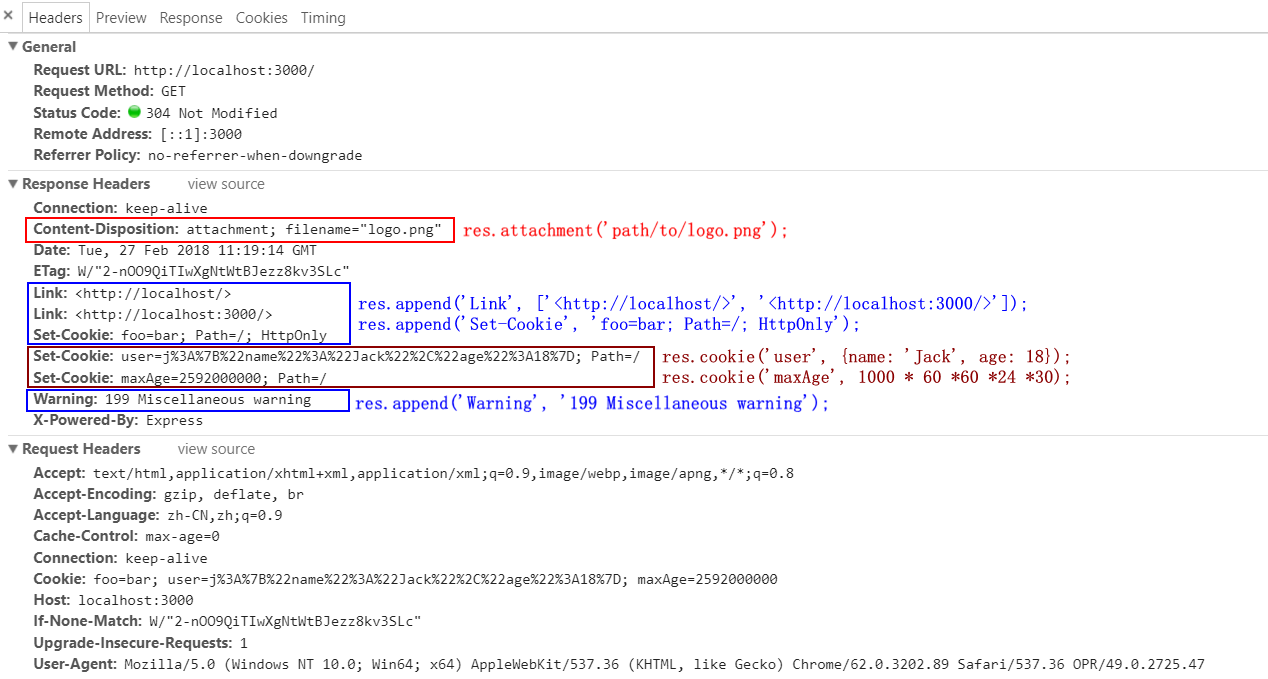 × Headers Preview Response Cookies Timing
▼ General
Request URL: http://localhost:3000/
Request Method: GET
Status Code: 304 Not Modified
Remote Address: [::1]:3000
Referrer Policy: no-referrer-when-downgrade
▼ Response Headers view source
Connection: keep-alive
Content-Disposition: attachment; filename="logo.png" res.attachment('path/to/logo.png');
Date: Tue, 27 Feb 2018 11:19:14 GMT
ETag: W/"2-nOO9QiTIwXgNtWtBJezz8kv3SLc"
Link: <http://localhost/> res.append('Link', ['<http://localhost/>', '<http://localhost:3000/>']);
Link: <http://localhost:3000/>
Set-Cookie: foo=bar; Path=/; HttpOnly res.append('Set-Cookie', 'foo=bar; Path=/; HttpOnly');
Set-Cookie: user=j%3A%7B%22name%22%3A%22Jack%22%2C%22age%22%3A18%7D; Path=/ res.cookie('user', {name: 'Jack', age: 18});
Set-Cookie: maxAge=2592000000; Path=/ res.cookie('maxAge', 1000 * 60 *60 *24 *30);
Warning: 199 Miscellaneous warning res.append('Warning', '199 Miscellaneous warning');
X-Powered-By: Express
▼ Request Headers view source
Accept: text/html,application/xhtml+xml,application/xml;q=0.9,image/webp,image/apng,*/*;q=0.8
Accept-Encoding: gzip, deflate, br
Accept-Language: zh-CN,zh;q=0.9
Cache-Control: max-age=0
Connection: keep-alive
Cookie: foo=bar; user=j%3A%7B%22name%22%3A%22Jack%22%2C%22age%22%3A18%7D; maxAge=2592000000
Host: localhost:3000
If-None-Match: W/"2-nOO9QiTIwXgNtWtBJezz8kv3SLc"
Upgrade-Insecure-Requests: 1
User-Agent: Mozilla/5.0 (Windows NT 10.0; Win64; x64) AppleWebKit/537.36 (KHTML, like Gecko) Chrome/62.0.3202.89 Safari/537.36 OPR/49.0.2725.47